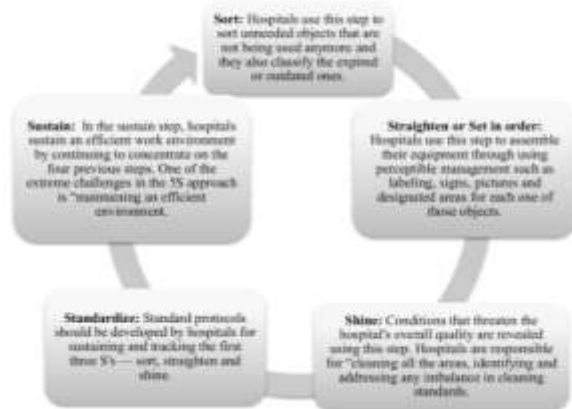 Sort: Hospitals use this step to
sort unneeded objects that are
not being used anymore and
they also classify the expired
or outdated ones.
Straighten or Set in order:
Hospitals use this step to assemble
their equipment through using
perceptible management such as
labeling, signs, pictures and
designated areas for each one of
those objects.
Shine: Conditions that threaten the
hospital's overall quality are revealed
using this step. Hospitals are responsible
for "cleaning all the areas, identifying and
addressing any imbalance in cleaning
standards.
Standardize: Standard protocols
should be developed by hospitals for
sustaining and tracking the first
three S's — sort, straighten and
shine.
Sustain: In the sustain step, hospitals
sustain an efficient work environment
by continuing to concentrate on the
four previous steps. One of the
extreme challenges in the 5S approach
is "maintaining an efficient
environment.